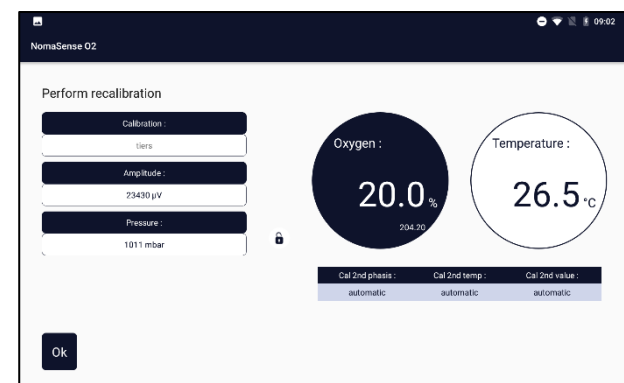 09:02
NomaSense O2
Perform recalibration
Calibration :
tiers
Amplitude :
23430 µV
Pressure :
1011 mbar
Oxygen :
20.0 %
204.20
Temperature :
26.5 °C
Cal 2nd phasis : Cal 2nd temp : Cal 2nd value :
automatic automatic automatic
Ok